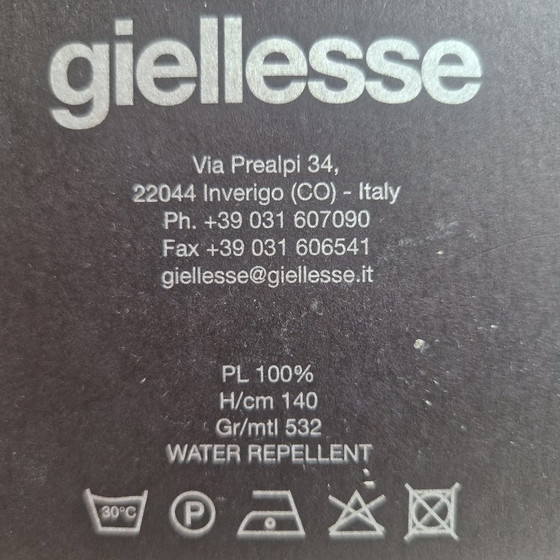 giellesse
Via Prealpi 34,
22044 Inverigo (CO) - Italy
Ph. +39 031 607090
Fax +39 031 606541
giellesse@giellesse.it
PL 100%
H/cm 140
Gr/mtl 532
WATER REPELLENT
30°C P